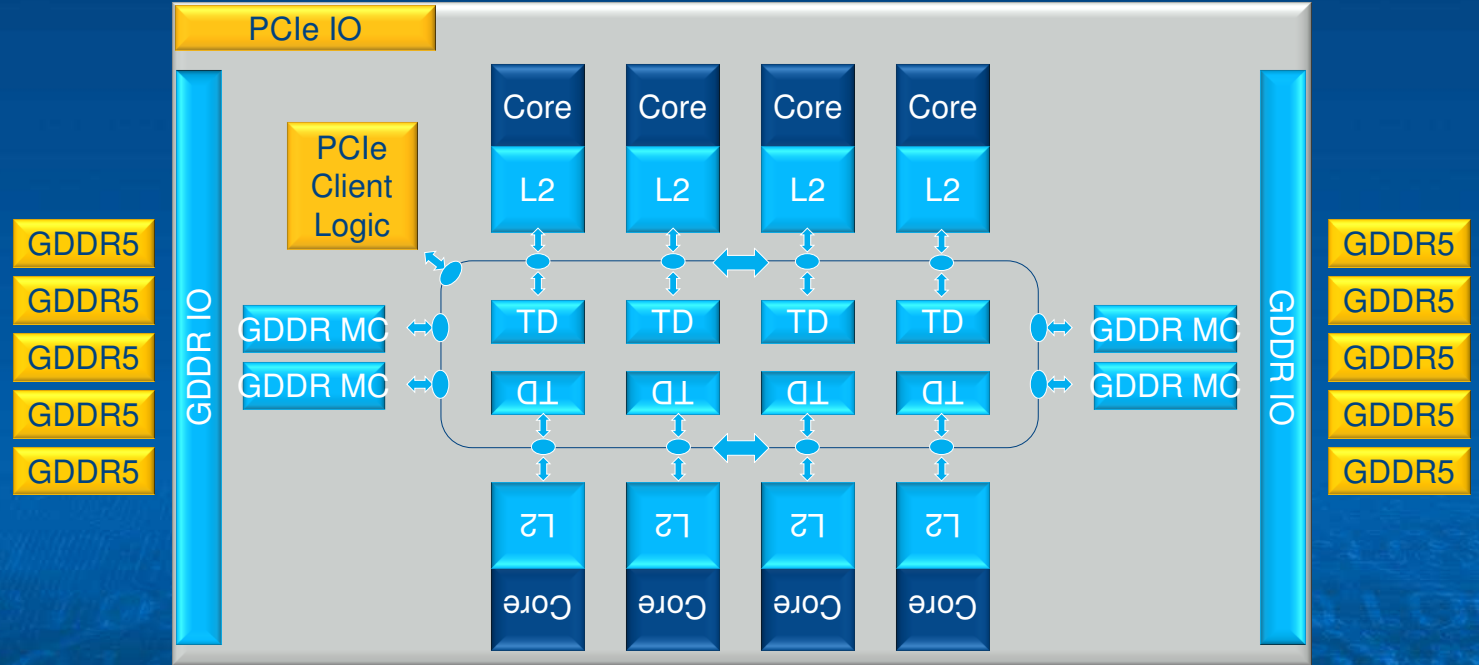 PCIe IO
Core Core Core Core
PCIe
Client
Logic
L2 L2 L2 L2
GDDR5
GDDR5
GDDR5
GDDR5
GDDR5
GDDR IO
GDDR MC
GDDR MC
TD TD TD TD
TD TD TD TD
GDDR MC
GDDR MC
GDDR IO
GDDR5
GDDR5
GDDR5
GDDR5
GDDR5
L2 L2 L2 L2
Core Core Core Core